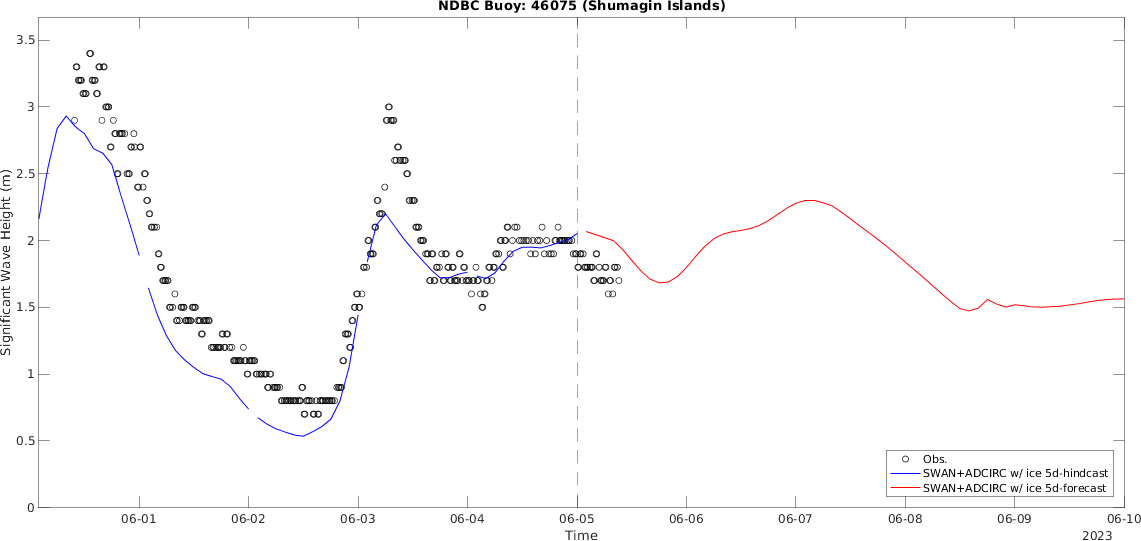 NDBC Buoy: 46075 (Shumagin Islands)
3.5
3
2.5
2
1.5
1
0.5
0
Significant Wave Height (m)
Obs.
SWAN+ADCIRC w/ ice 5d-hindcast
SWAN+ADCIRC w/ ice 5d-forecast
06-01 06-02 06-03 06-04 06-05 06-06 06-07 06-08 06-09 06-10
Time
2023